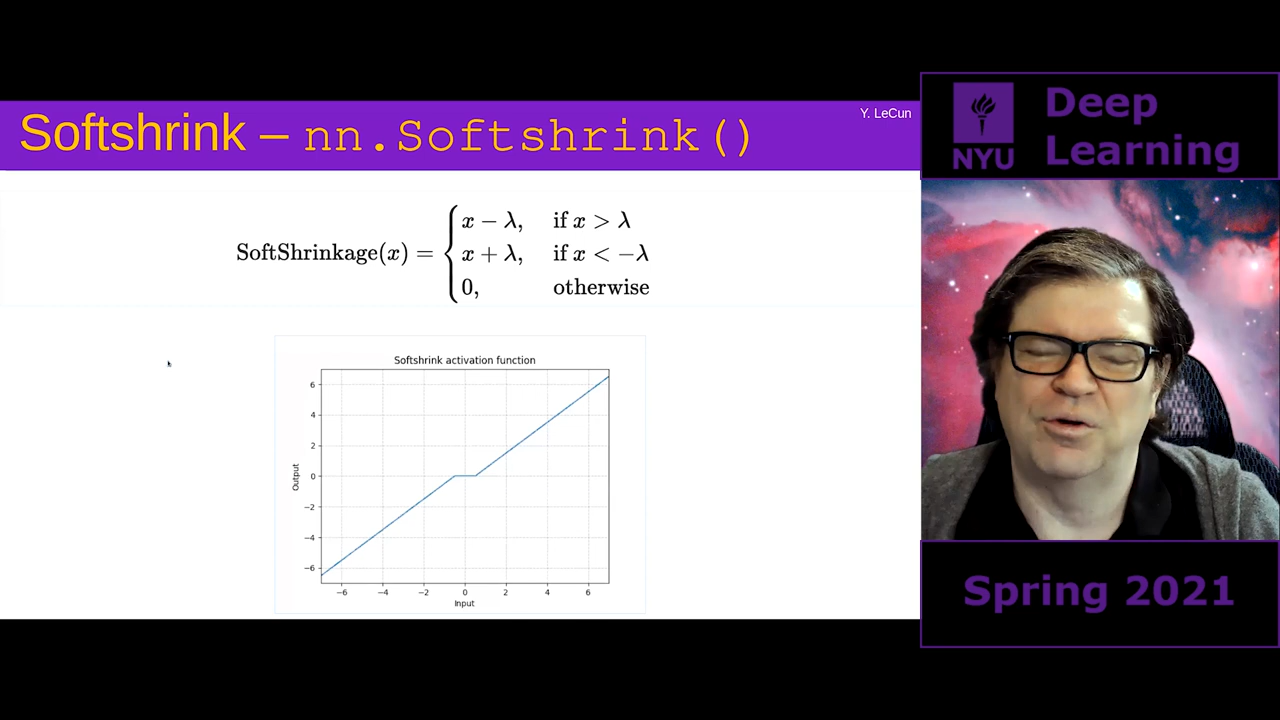 Softshrink – nn.Softshrink()
Y. LeCun
SoftShrinkage(x) =
x − λ, if x > λ
x + λ, if x < −λ
0, otherwise
Softshrink activation function
6
4
2
0
−2
−4
−6
Output
−6 −4 −2 0 2 4 6
Input
NYU
Deep
Learning
Spring 2021